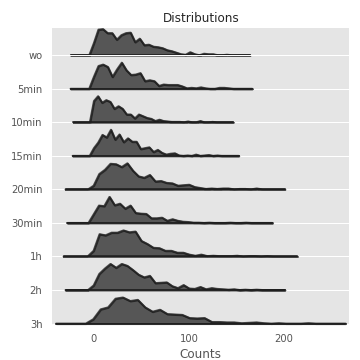 Distributions
wo
5min
10min
15min
20min
30min
1h
2h
3h
0 100 200
Counts